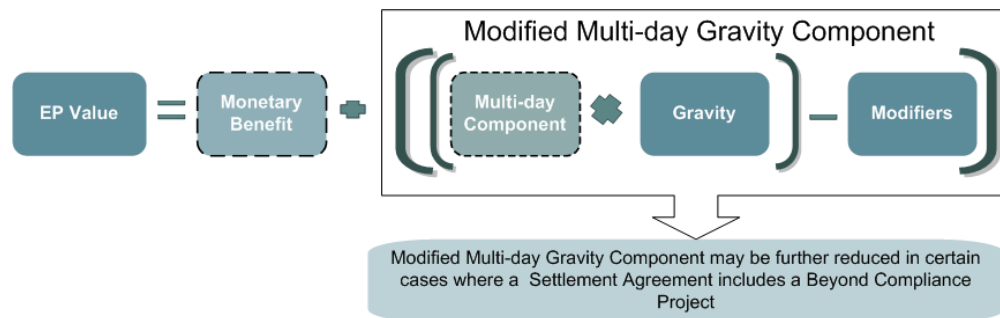 Modified Multi-day Gravity Component
EP Value
=
Monetary
Benefit
+
((
Multi-day
Component
×
Gravity
)
–
Modifiers
)
Modified Multi-day Gravity Component may be further reduced in certain
cases where a Settlement Agreement includes a Beyond Compliance
Project